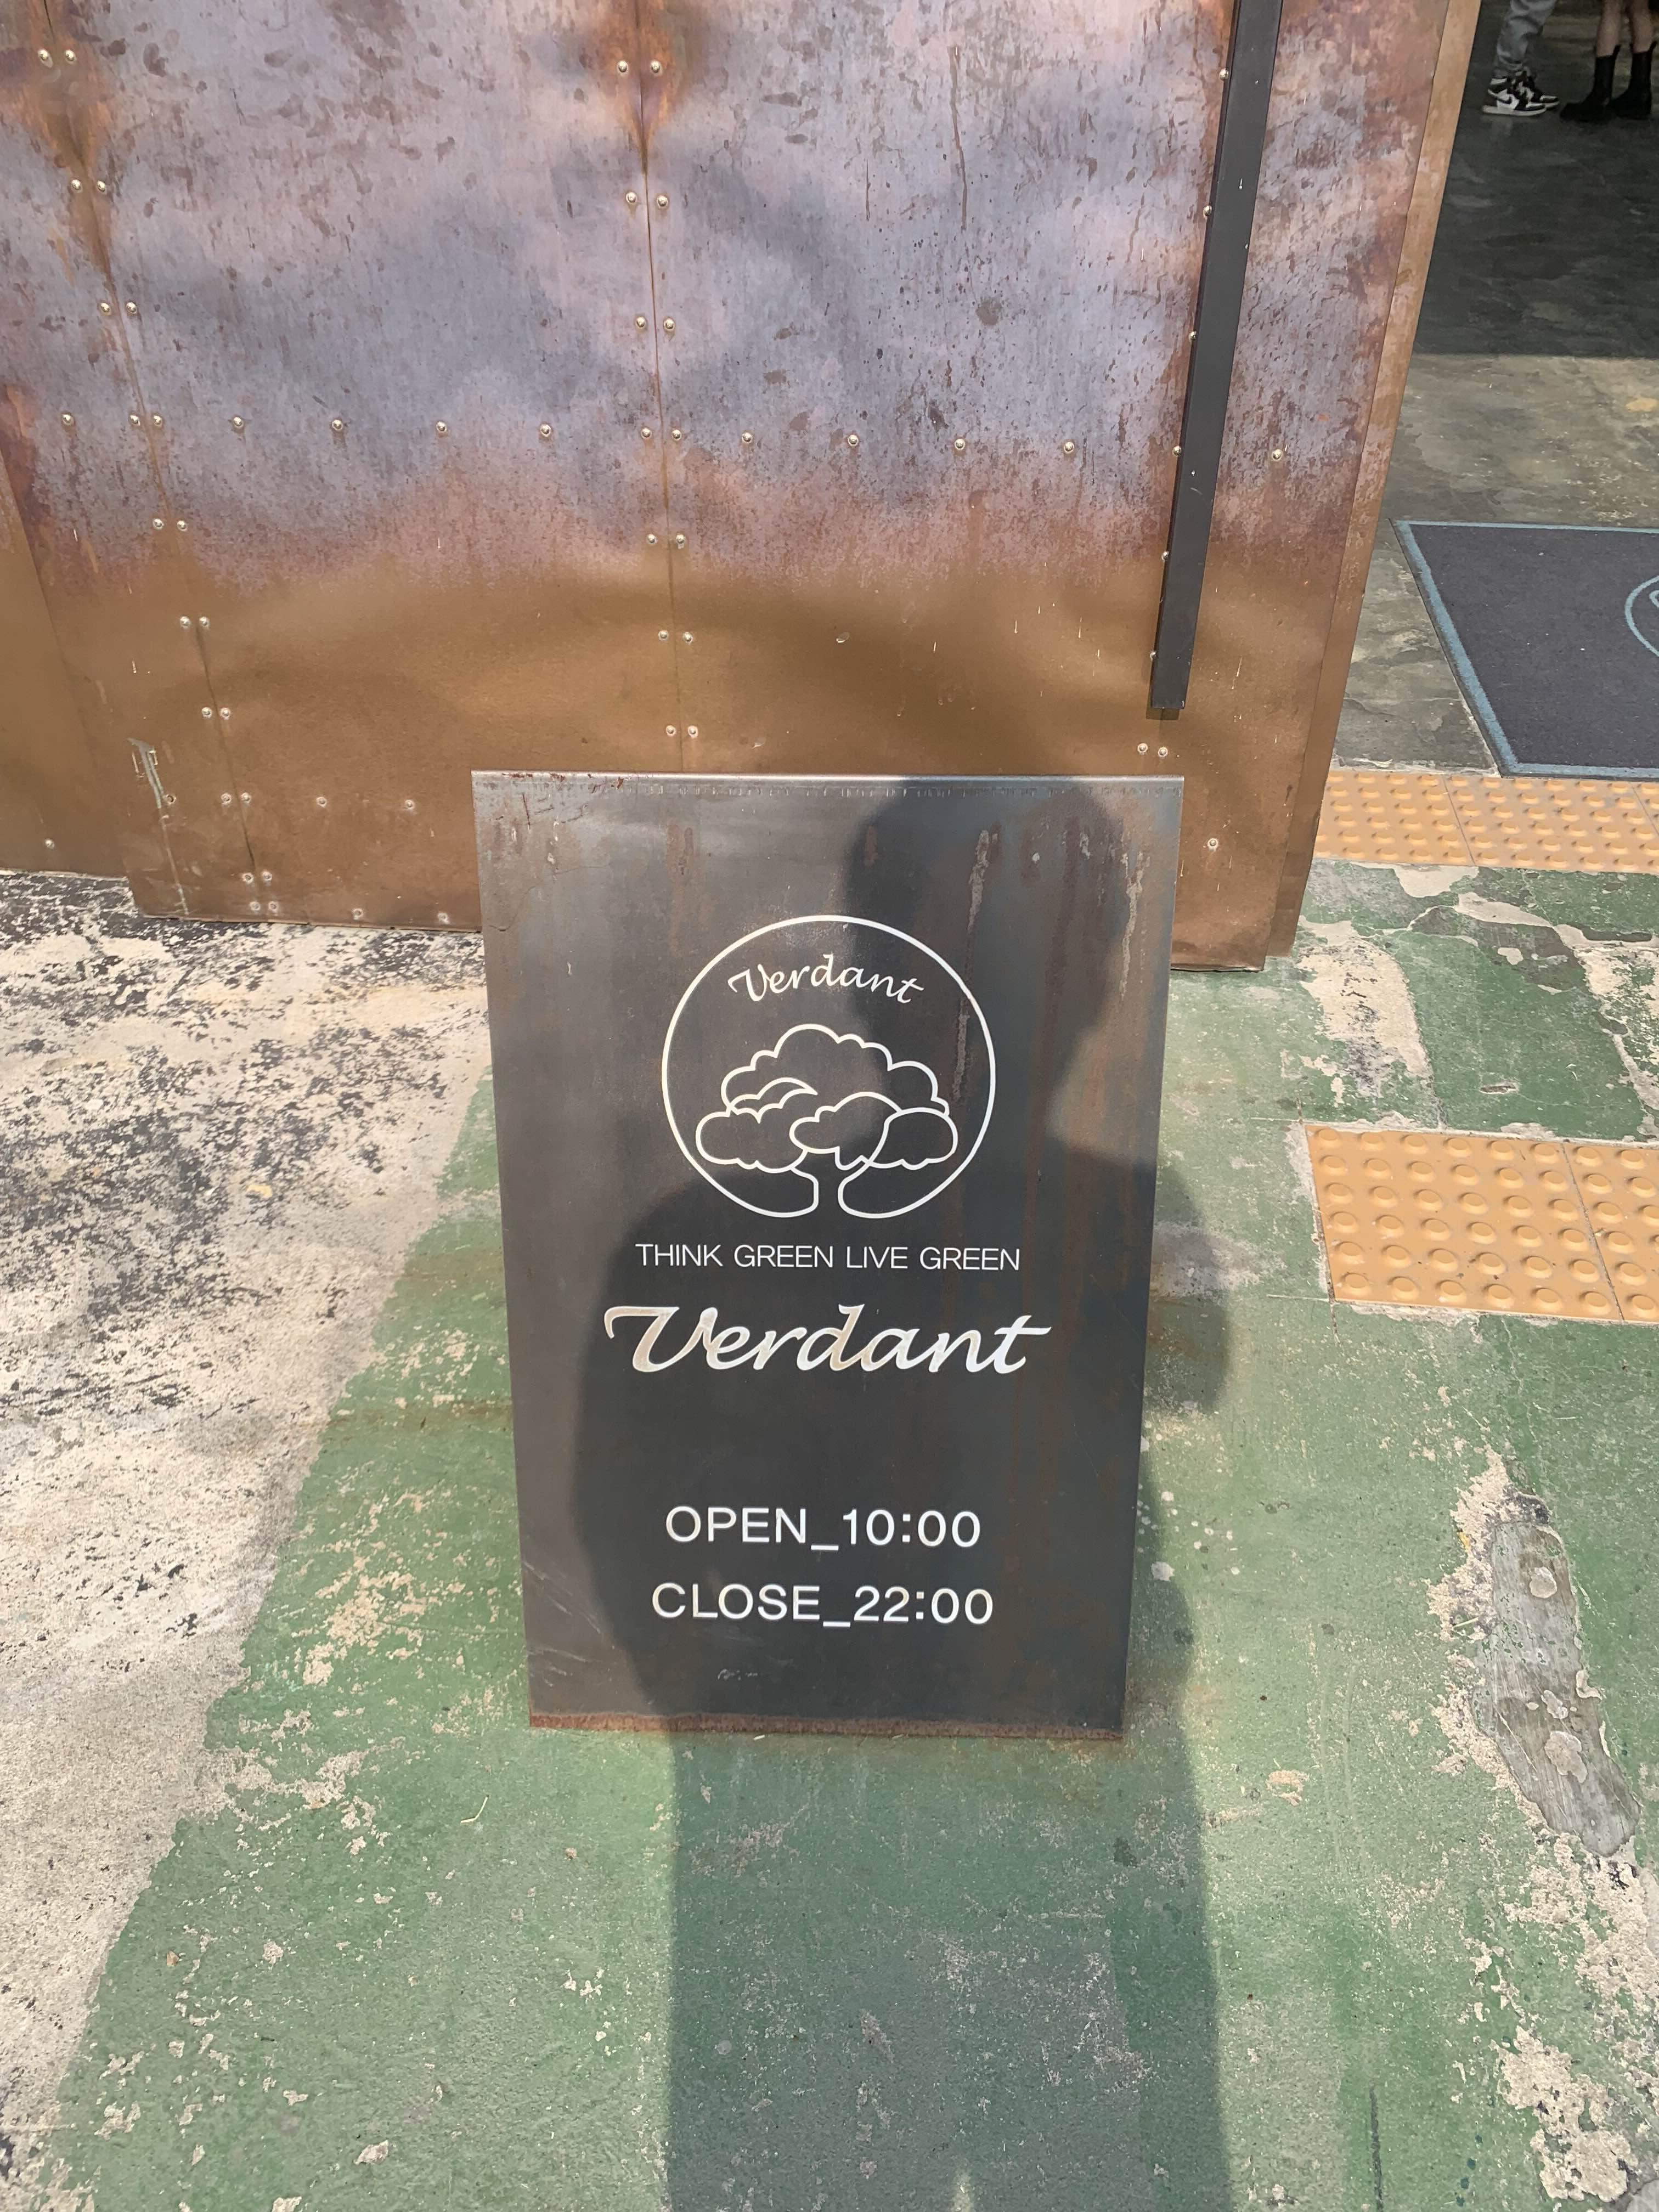 Verdant
THINK GREEN LIVE GREEN
Verdant
OPEN_10:00
CLOSE_22:00